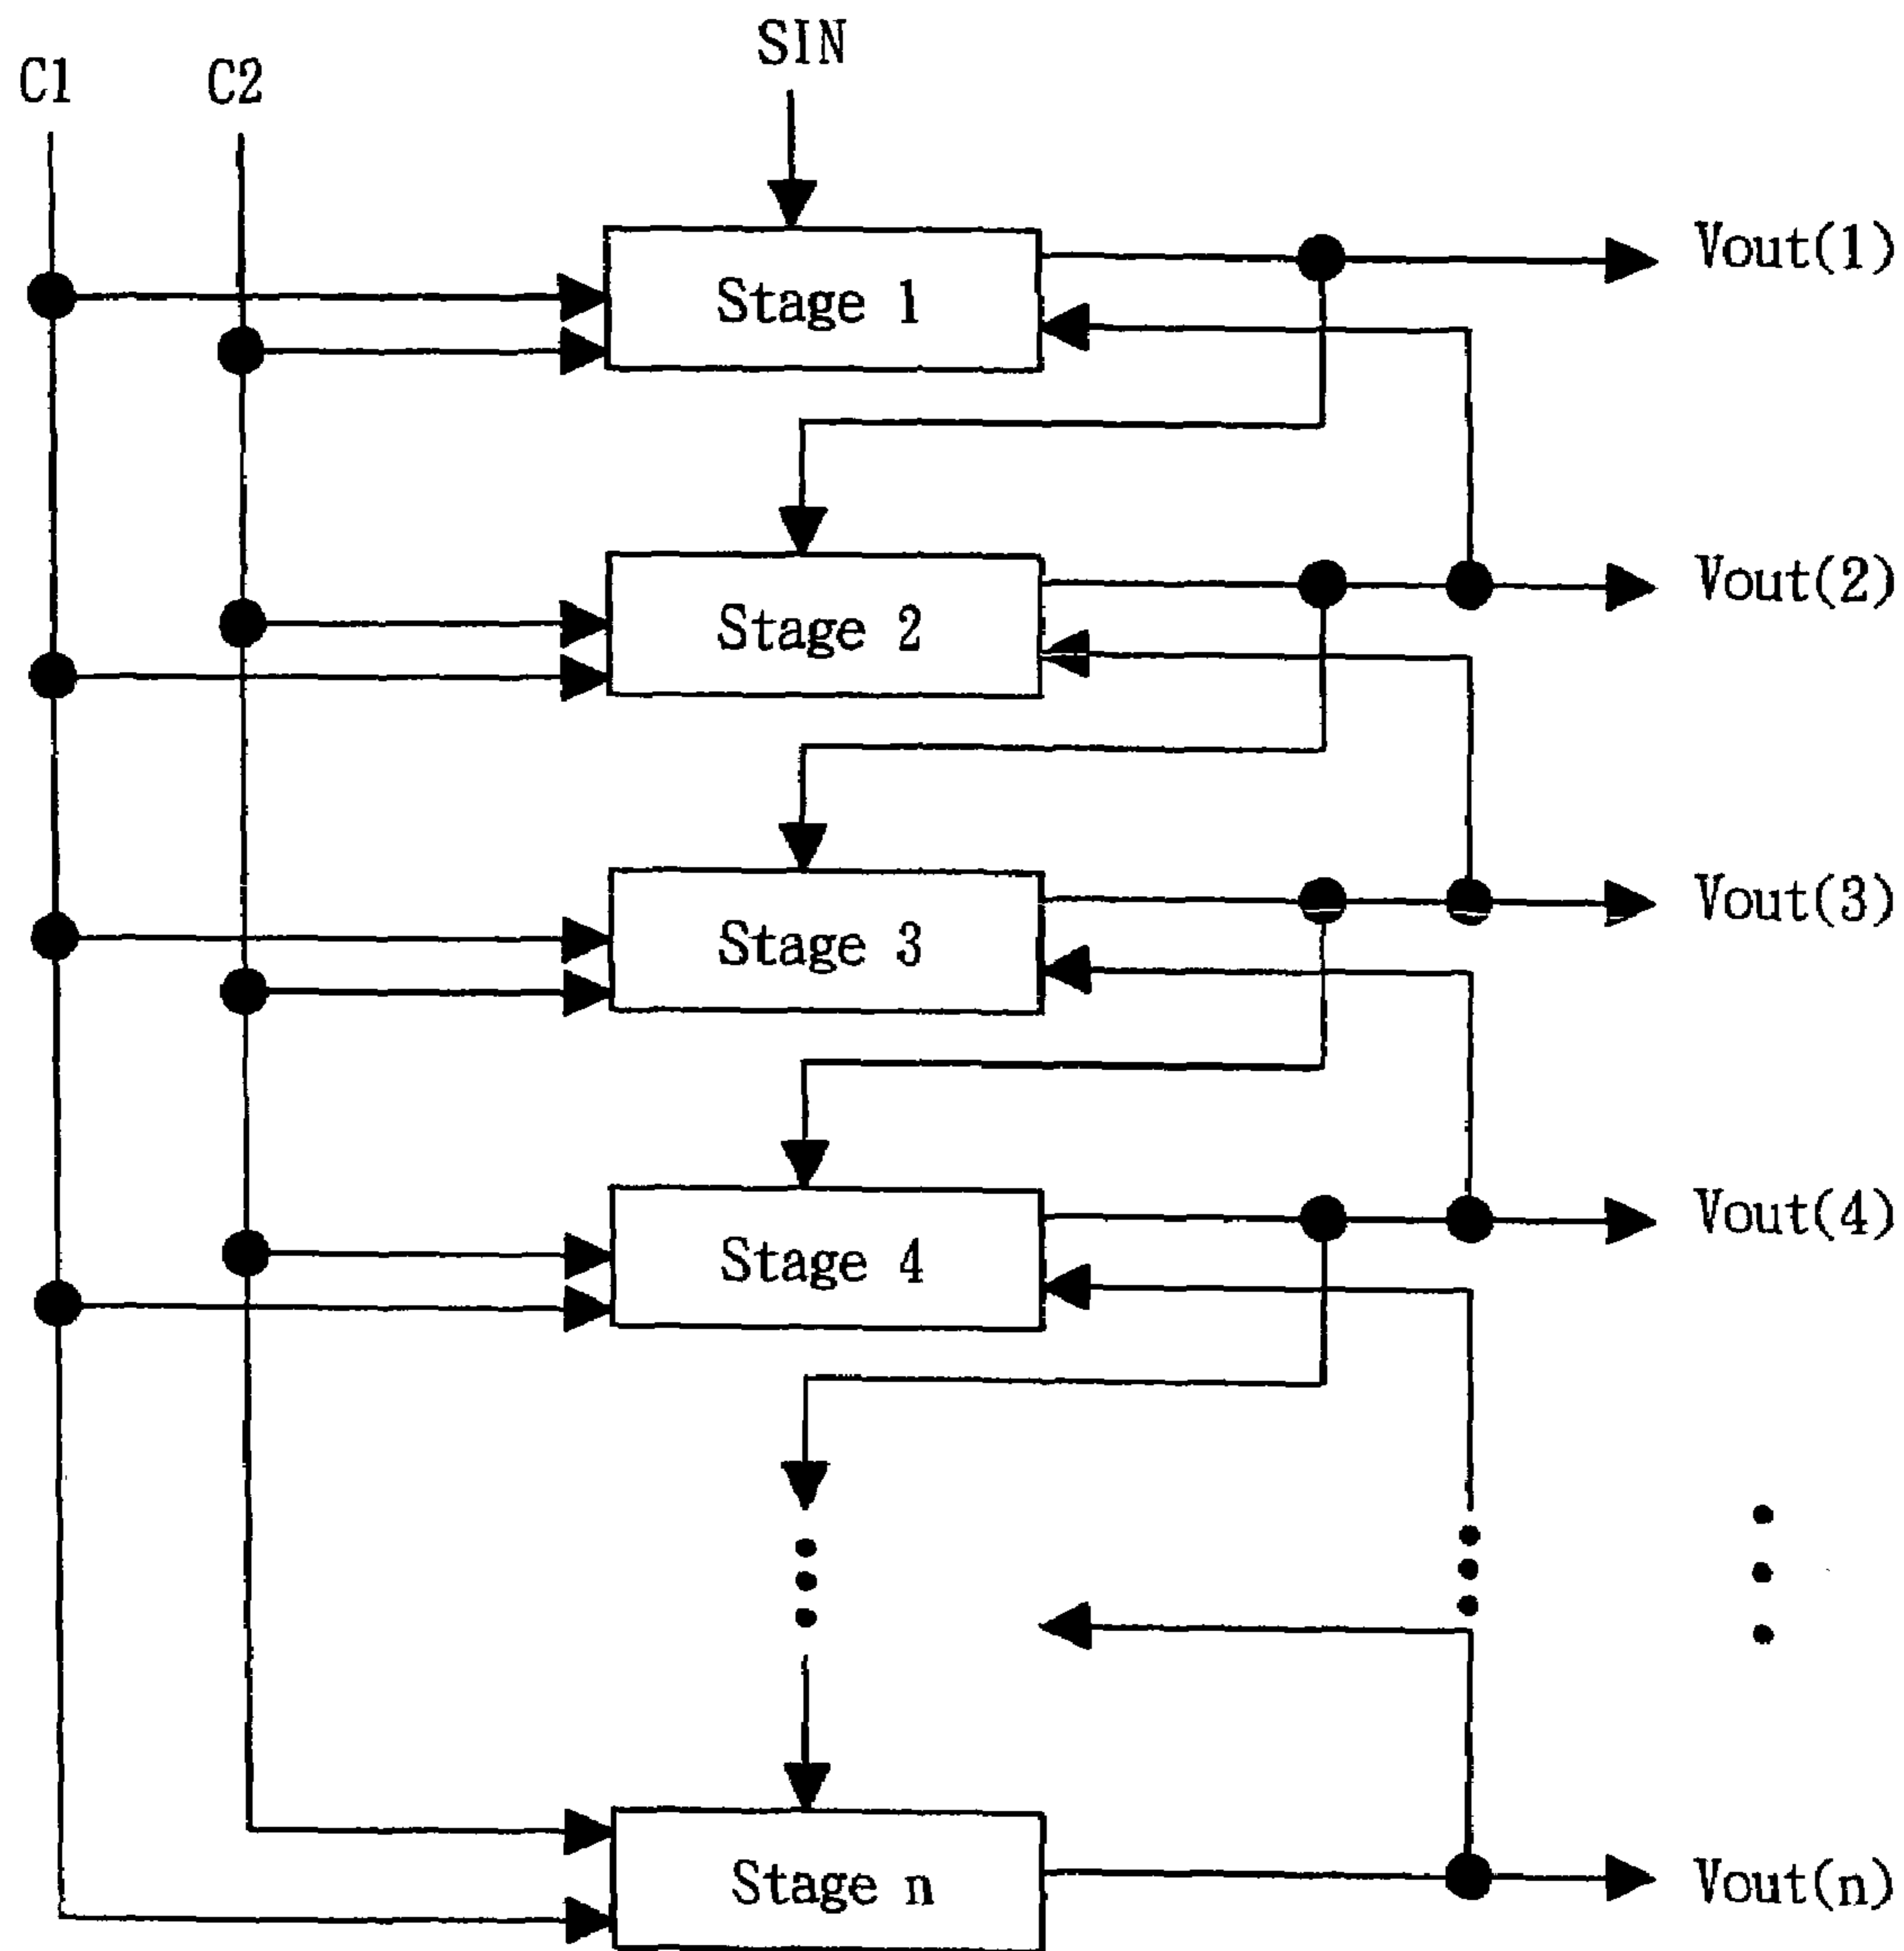 SIN
C1
C2
Stage 1
Vout(1)
Stage 2
Vout(2)
Stage 3
Vout(3)
Stage 4
Vout(4)
Stage n
Vout(n)